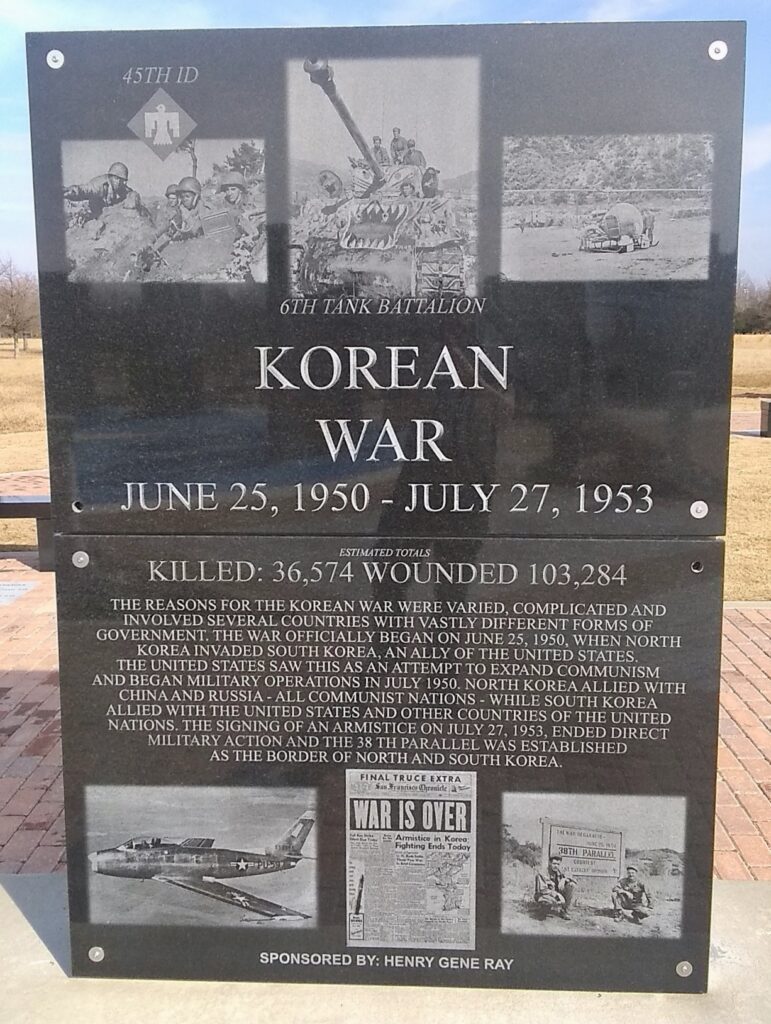 45TH ID
6TH TANK BATTALION
KOREAN
WAR
JUNE 25, 1950 - JULY 27, 1953
ESTIMATED TOTALS
KILLED: 36,574 WOUNDED 103,284
THE REASONS FOR THE KOREAN WAR WERE VARIED, COMPLICATED AND
INVOLVED SEVERAL COUNTRIES WITH VASTLY DIFFERENT FORMS OF
GOVERNMENT. THE WAR OFFICIALLY BEGAN ON JUNE 25, 1950, WHEN NORTH
KOREA INVADED SOUTH KOREA, AN ALLY OF THE UNITED STATES.
THE UNITED STATES SAW THIS AS AN ATTEMPT TO EXPAND COMMUNISM
AND BEGAN MILITARY OPERATIONS IN JULY 1950. NORTH KOREA ALLIED WITH
CHINA AND RUSSIA - ALL COMMUNIST NATIONS - WHILE SOUTH KOREA
ALLIED WITH THE UNITED STATES AND OTHER COUNTRIES OF THE UNITED
NATIONS. THE SIGNING OF AN ARMISTICE ON JULY 27, 1953, ENDED DIRECT
MILITARY ACTION AND THE 38 TH PARALLEL WAS ESTABLISHED
AS THE BORDER OF NORTH AND SOUTH KOREA.
FINAL TRUCE EXTRA
San Francisco Chronicle
WAR IS OVER
Armistice in Korea
Fighting Ends Today
38TH PARALLEL
SPONSORED BY: HENRY GENE RAY